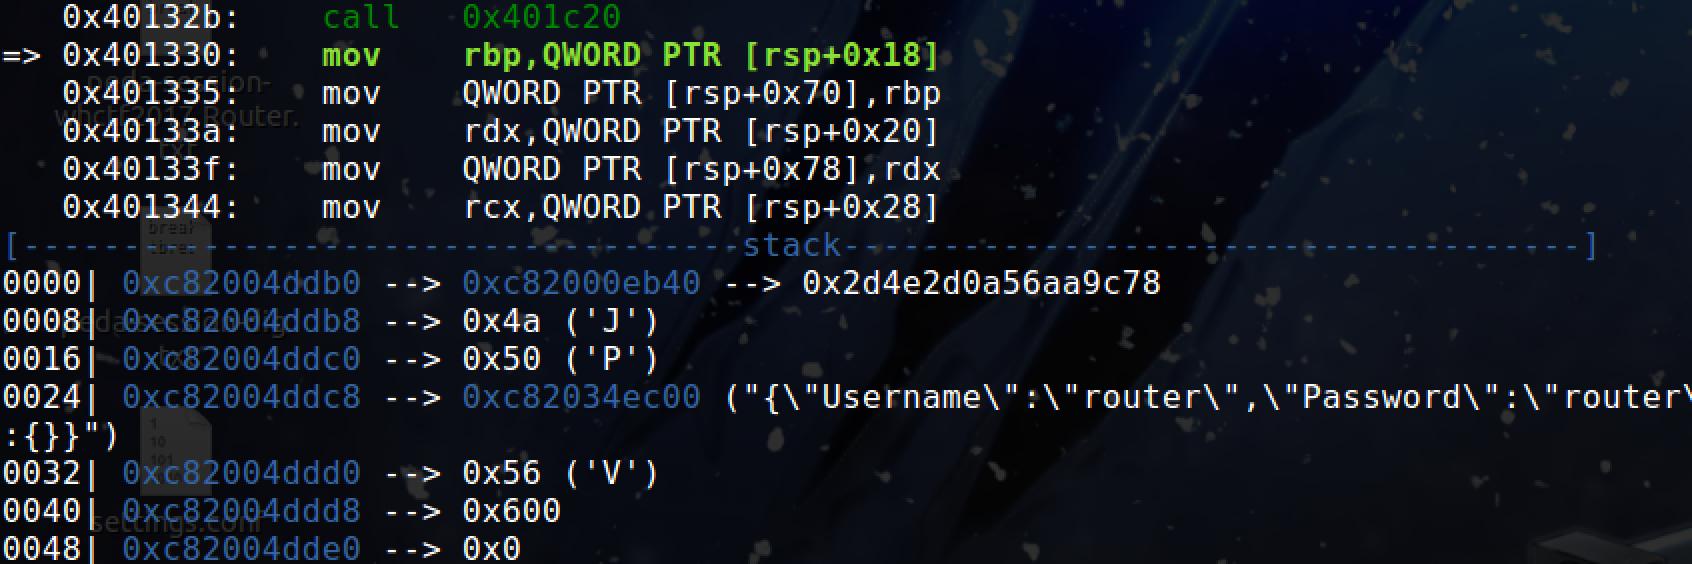 0x40132b: call 0x401c20
=> 0x401330: mov rbp,QWORD PTR [rsp+0x18]
0x401335: mov QWORD PTR [rsp+0x70],rbp
0x40133a: mov rdx,QWORD PTR [rsp+0x20]
0x40133f: mov QWORD PTR [rsp+0x78],rdx
0x401344: mov rcx,QWORD PTR [rsp+0x28]
[------------------------------------stack-------------------------------------]
0000| 0xc82004ddb0 --> 0xc82000eb40 --> 0x2d4e2d0a56aa9c78
0008| 0xc82004ddb8 --> 0x4a ('J')
0016| 0xc82004ddc0 --> 0x50 ('P')
0024| 0xc82004ddc8 --> 0xc82034ec00 ("{\"Username\":\"router\",\"Password\":\"router\
:{}}")
0032| 0xc82004ddd0 --> 0x56 ('V')
0040| 0xc82004ddd8 --> 0x600
0048| 0xc82004dde0 --> 0x0